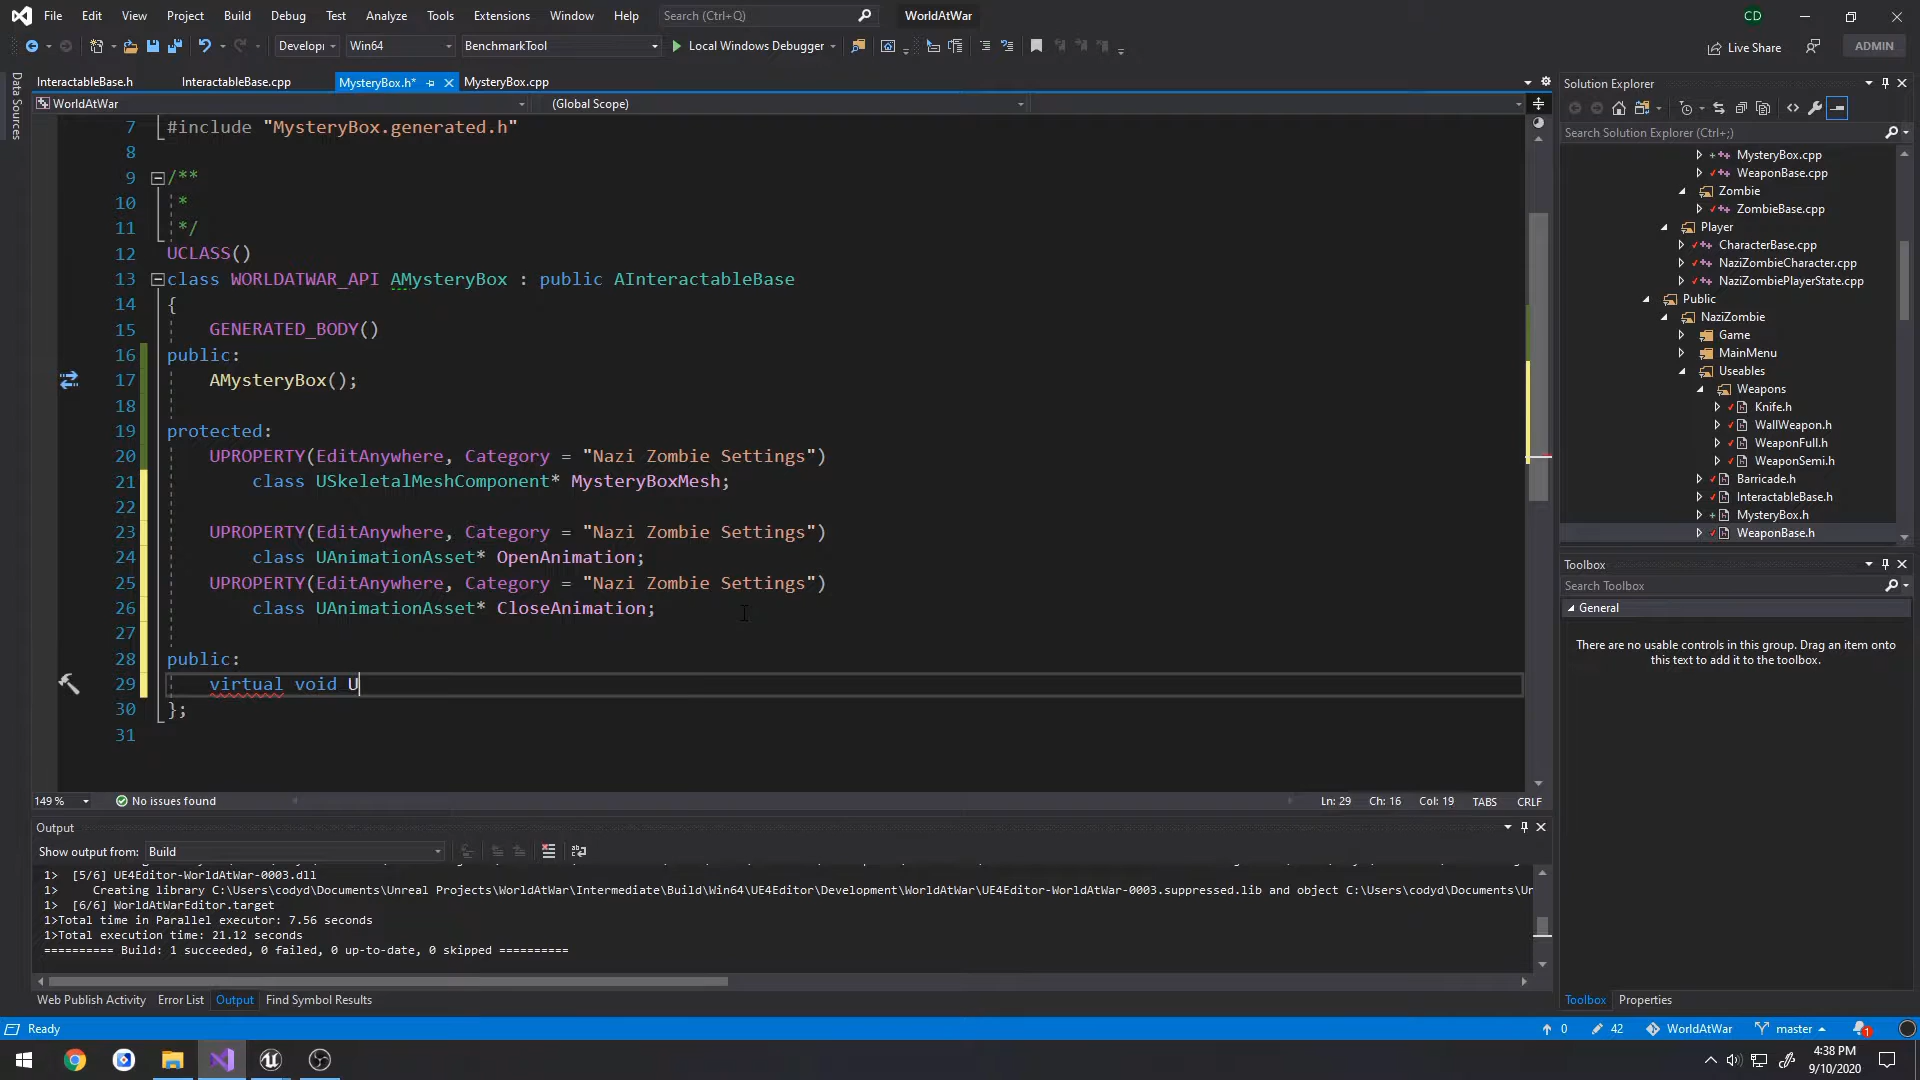 File Edit View Project Build Debug Test Analyze Tools Extensions Window Help Search (Ctrl+Q) WorldAtWar CD
Develop Win64 BenchmarkTool Local Windows Debugger Live Share ADMIN
Data Sources
InteractableBase.h InteractableBase.cpp MysteryBox.h* MysteryBox.cpp
WorldAtWar (Global Scope)
7 #include "MysteryBox.generated.h"
8
9 /**
10 *
11 */
12 UCLASS()
13 class WORLDATWAR_API AMysteryBox : public AInteractableBase
14 {
15 GENERATED_BODY()
16 public:
17 AMysteryBox();
18
19 protected:
20 UPROPERTY(EditAnywhere, Category = "Nazi Zombie Settings")
21 class USkeletalMeshComponent* MysteryBoxMesh;
22
23 UPROPERTY(EditAnywhere, Category = "Nazi Zombie Settings")
24 class UAnimationAsset* OpenAnimation;
25 UPROPERTY(EditAnywhere, Category = "Nazi Zombie Settings")
26 class UAnimationAsset* CloseAnimation;
27
28 public:
29 virtual void U
30 };
31
149 % No issues found Ln: 29 Ch: 16 Col: 19 TABS CRLF
Output
Show output from: Build
1> [5/6] UE4Editor-WorldAtWar-0003.dll
1> Creating library C:\Users\codyd\Documents\Unreal Projects\WorldAtWar\Intermediate\Build\Win64\UE4Editor\Development\WorldAtWar\UE4Editor-WorldAtWar-0003.suppressed.lib and object C:\Users\codyd\Documents\Un
1> [6/6] WorldAtWarEditor.target
1>Total time in Parallel executor: 7.56 seconds
1>Total execution time: 21.12 seconds
========== Build: 1 succeeded, 0 failed, 0 up-to-date, 0 skipped ==========
Web Publish Activity Error List Output Find Symbol Results
Solution Explorer
Search Solution Explorer (Ctrl+;)
MysteryBox.cpp
WeaponBase.cpp
Zombie
ZombieBase.cpp
Player
CharacterBase.cpp
NaziZombieCharacter.cpp
NaziZombiePlayerState.cpp
Public
NaziZombie
Game
MainMenu
Useables
Weapons
Knife.h
WallWeapon.h
WeaponFull.h
WeaponSemi.h
Barricade.h
InteractableBase.h
MysteryBox.h
WeaponBase.h
Toolbox
Search Toolbox
General
There are no usable controls in this group. Drag an item onto
this text to add it to the toolbox.
Toolbox Properties
Ready 0 42 WorldAtWar master 1
4:38 PM
9/10/2020